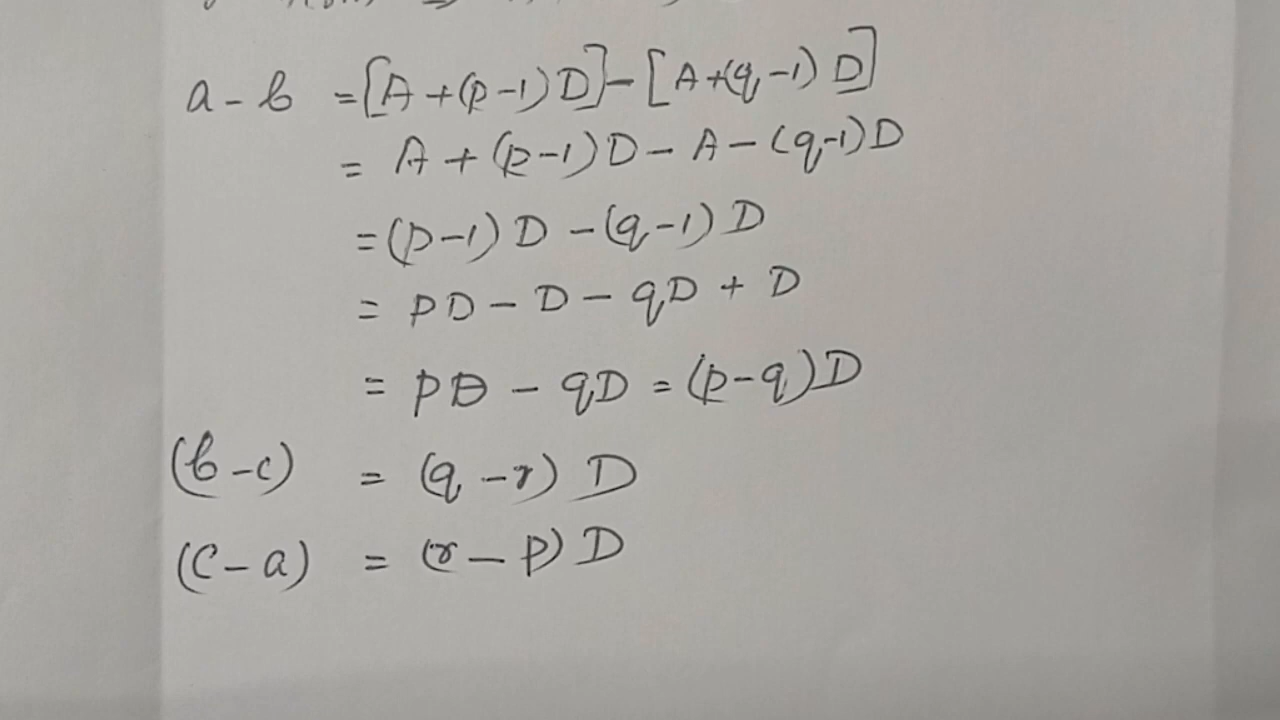 a - b = [A + (p - 1) D] - [A + (q - 1) D]
= A + (p - 1) D - A - (q - 1) D
= (p - 1) D - (q - 1) D
= pD - D - qD + D
= pD - qD = (p - q) D
(b - c) = (q - r) D
(c - a) = (r - p) D